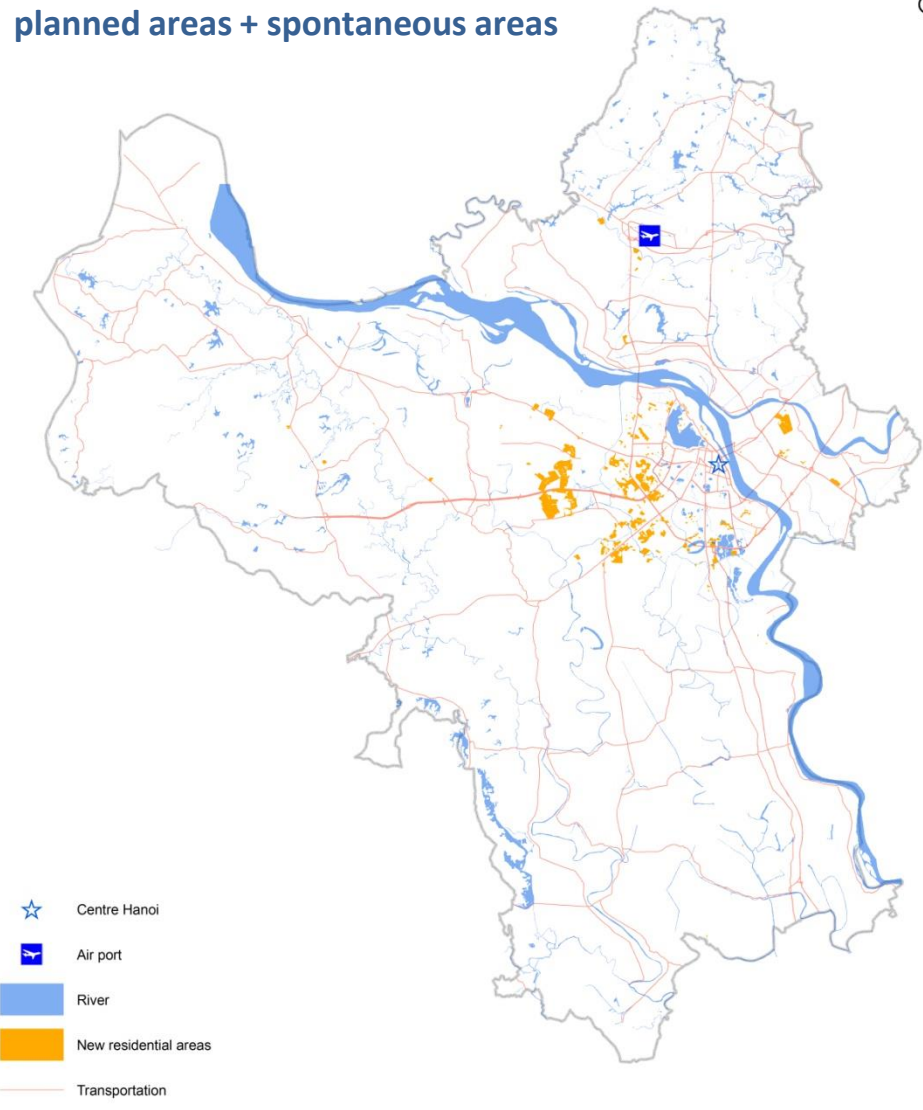 planned areas + spontaneous areas
Centre Hanoi
Air port
River
New residential areas
Transportation